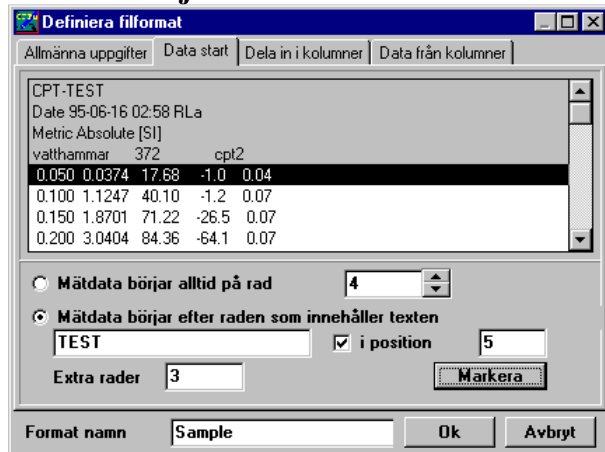 Definiera filformat
Allmänna uppgifter Data start Dela in i kolumner Data från kolumner
CPT-TEST
Date 95-06-16 02:58 RLa
Metric Absolute [SI]
vatthammar 372 cpt2
0.050 0.0374 17.68 -1.0 0.04
0.100 1.1247 40.10 -1.2 0.07
0.150 1.8701 71.22 -26.5 0.07
0.200 3.0404 84.36 -64.1 0.07
Mätdata börjar alltid på rad 4
Mätdata börjar efter raden som innehåller texten
TEST i position 5
Extra rader 3 Markera
Format namn Sample Ok Avbryt